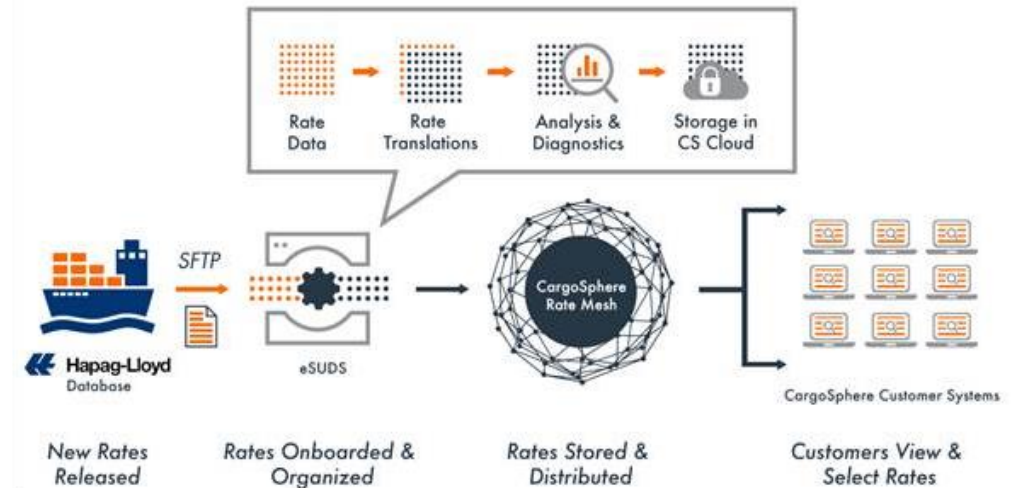 Rate
Data
Rate
Translations
Analysis &
Diagnostics
Storage in
CS Cloud
SFTP
Hapag-Lloyd
Database
eSUDS
CargoSphere
Rate Mesh
CargoSphere Customer Systems
New Rates
Released
Rates Onboarded &
Organized
Rates Stored &
Distributed
Customers View &
Select Rates